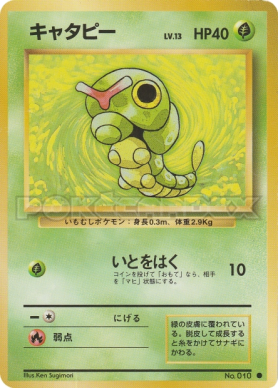 キャタピー LV.13 HP40
いもむしポケモン：身長0.3m、体重2.9Kg
いとをはく 10
コインを投げて「おもて」なら、相手
を「マヒ」状態にする。
にげる
弱点
緑の皮膚に覆われて
いる。脱皮して成長する
と糸をかけてサナギに
かわる。
Illus. Ken Sugimori
No. 010